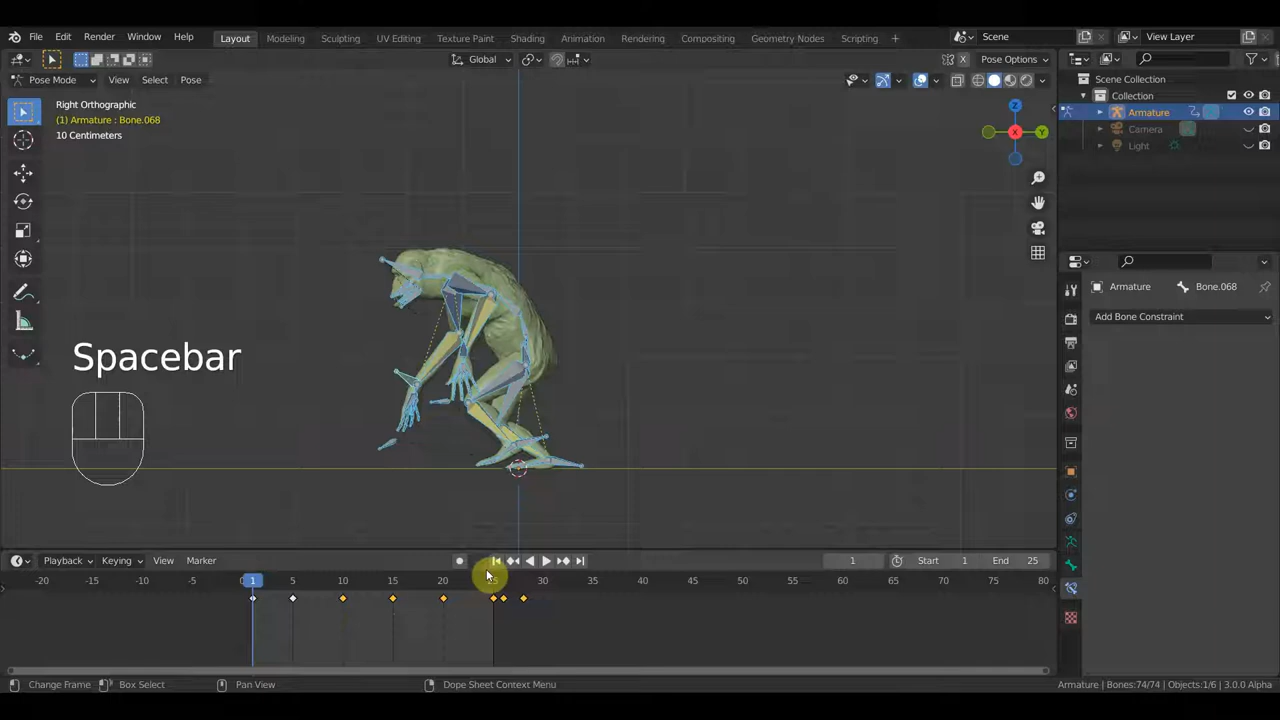 File Edit Render Window Help Layout Modeling Sculpting UV Editing Texture Paint Shading Animation Rendering Compositing Geometry Nodes Scripting + Scene View Layer
Global Pose Options
Pose Mode View Select Pose
Scene Collection
Collection
Armature
Camera
Light
Right Orthographic
(1) Armature : Bone.068
10 Centimeters
Z
Y
X
Armature Bone.068
Add Bone Constraint
Spacebar
Playback Keying View Marker 1 Start 1 End 25
-20 -15 -10 -5 0 1 5 10 15 20 25 30 35 40 45 50 55 60 65 70 75 80
Change Frame Box Select Pan View Dope Sheet Context Menu Armature | Bones:74/74 | Objects:1/6 | 3.0.0 Alpha